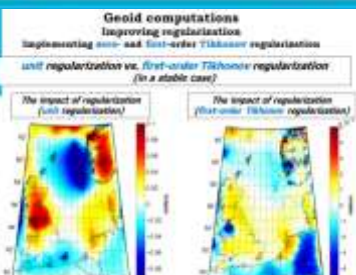 Geoid computations
Improving regularization
Implementing zero- and first-order Tikhonov regularization
unit regularization vs. first-order Tikhonov regularization
(in a stable case)
The impact of regularization
(unit regularization)
The impact of regularization
(first-order Tikhonov regularization)